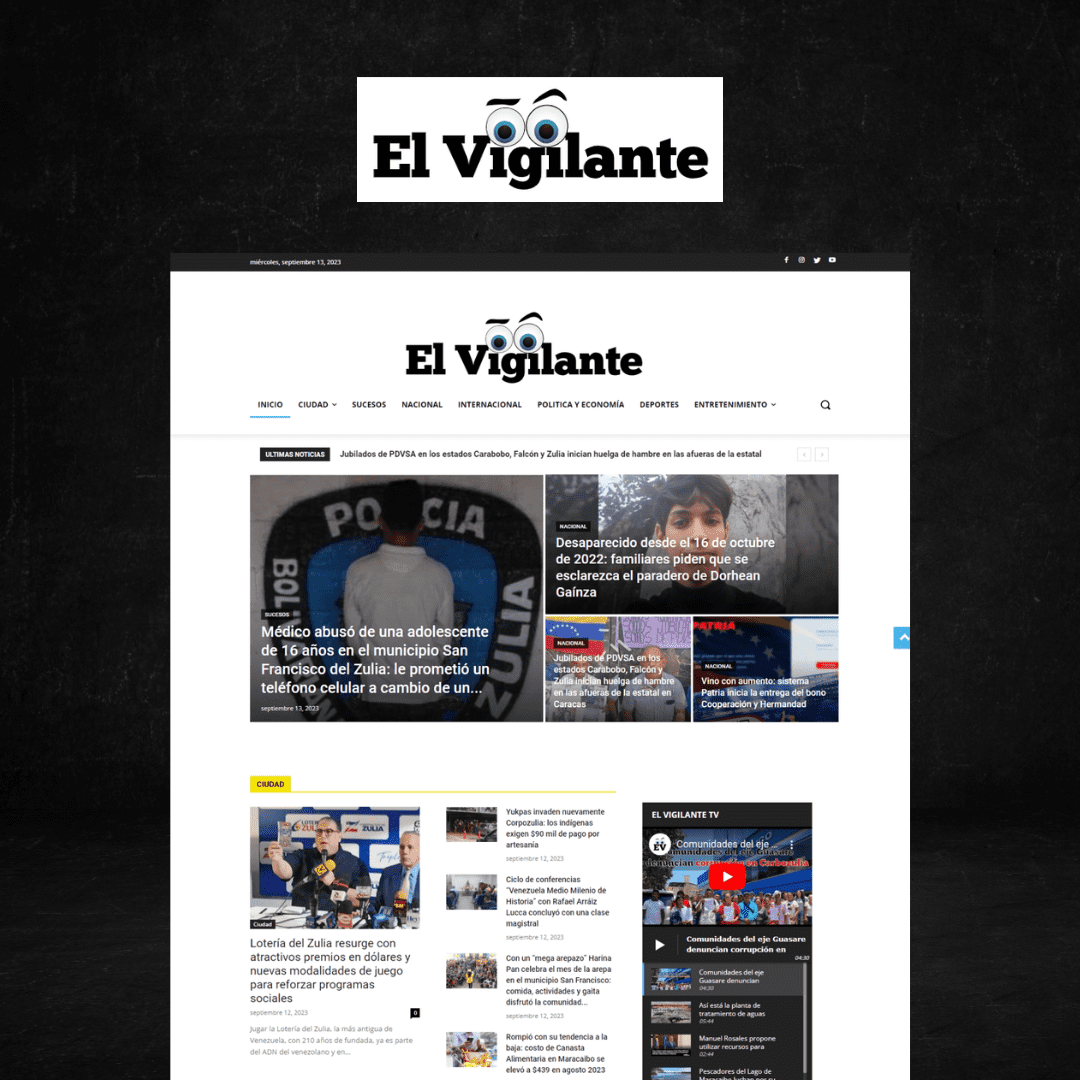 El Vigilante
miércoles, septiembre 13, 2023
El Vigilante
INICIO CIUDAD SUCESOS NACIONAL INTERNACIONAL POLITICA Y ECONOMÍA DEPORTES ENTRETENIMIENTO
ULTIMAS NOTICIAS Jubilados de PDVSA en los estados Carabobo, Falcón y Zulia inician huelga de hambre en las afueras de la estatal
POLICIA
ZULIA
SUCESOS
Médico abusó de una adolescente
de 16 años en el municipio San
Francisco del Zulia: le prometió un
teléfono celular a cambio de un...
septiembre 13, 2023
NACIONAL
Desaparecido desde el 16 de octubre
de 2022: familiares piden que se
esclarezca el paradero de Dorhean
Gaínza
NACIONAL
Jubilados de PDVSA en los
estados Carabobo, Falcón y
Zulia inician huelga de hambre
en las afueras de la estatal en
Caracas
PATRIA
NACIONAL
Vino con aumento: sistema
Patria inicia la entrega del bono
Cooperación y Hermandad
CIUDAD
LOTERÍA
ZULIA
Ciudad
Lotería del Zulia resurge con
atractivos premios en dólares y
nuevas modalidades de juego
para reforzar programas
sociales
septiembre 12, 2023 0
Jugar la Lotería del Zulia, la más antigua de
Venezuela, con 210 años de fundada, ya es parte
del ADN del venezolano y en...
Yukpas invaden nuevamente
Corpozulia: los indígenas
exigen $90 mil de pago por
artesanía
septiembre 12, 2023
Ciclo de conferencias
"Venezuela Medio Milenio de
Historia" con Rafael Arráiz
Lucca concluyó con una clase
magistral
septiembre 12, 2023
Con un "mega arepazo" Harina
Pan celebra el mes de la arepa
en el municipio San Francisco:
comida, actividades y gaita
disfrutó la comunidad...
septiembre 12, 2023
Rompió con su tendencia a la
baja: costo de Canasta
Alimentaria en Maracaibo se
elevó a $439 en agosto 2023
EL VIGILANTE TV
EV
Comunidades del eje ...
Comunidades del eje Guasare
denuncian corrupción en Carbozulia
Comunidades del eje Guasare
denuncian corrupción en
04:30
Comunidades del eje
Guasare denuncian
04:30
Así está la planta de
tratamiento de aguas
05:44
Manuel Rosales propone
utilizar recursos para
02:44
Pescadores del Lago de
Maracaibo luchan por su